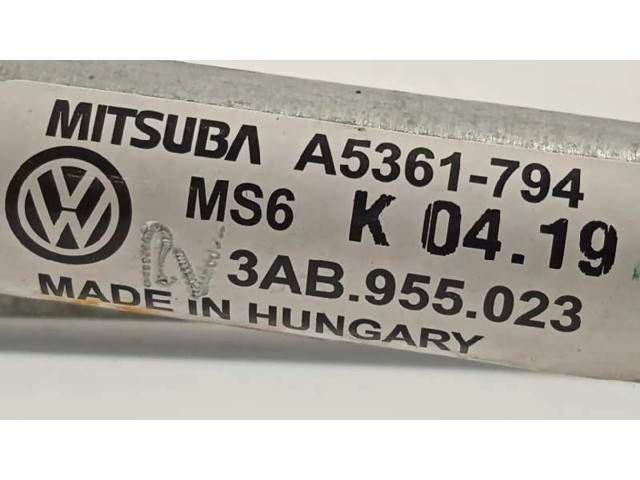 MITSUBA A5361-794
MS6 K 04.19
3AB.955.023
MADE IN HUNGARY